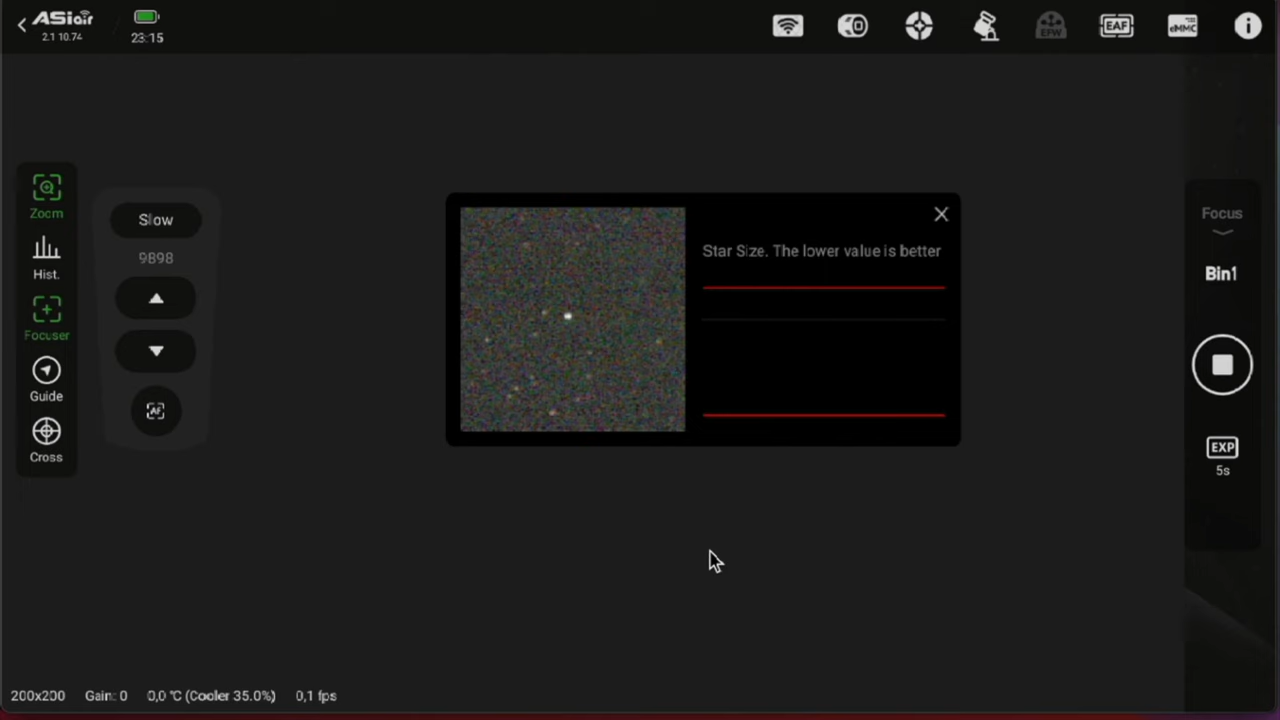 ASiair
2.1 10.74
23:15
EFW
EAF
eMMC
Zoom
Hist.
Focuser
Guide
Cross
Slow
9898
AF
Star Size. The lower value is better
Focus
Bin1
EXP
5s
200x200 Gain: 0 0,0 °C (Cooler 35.0%) 0,1 fps